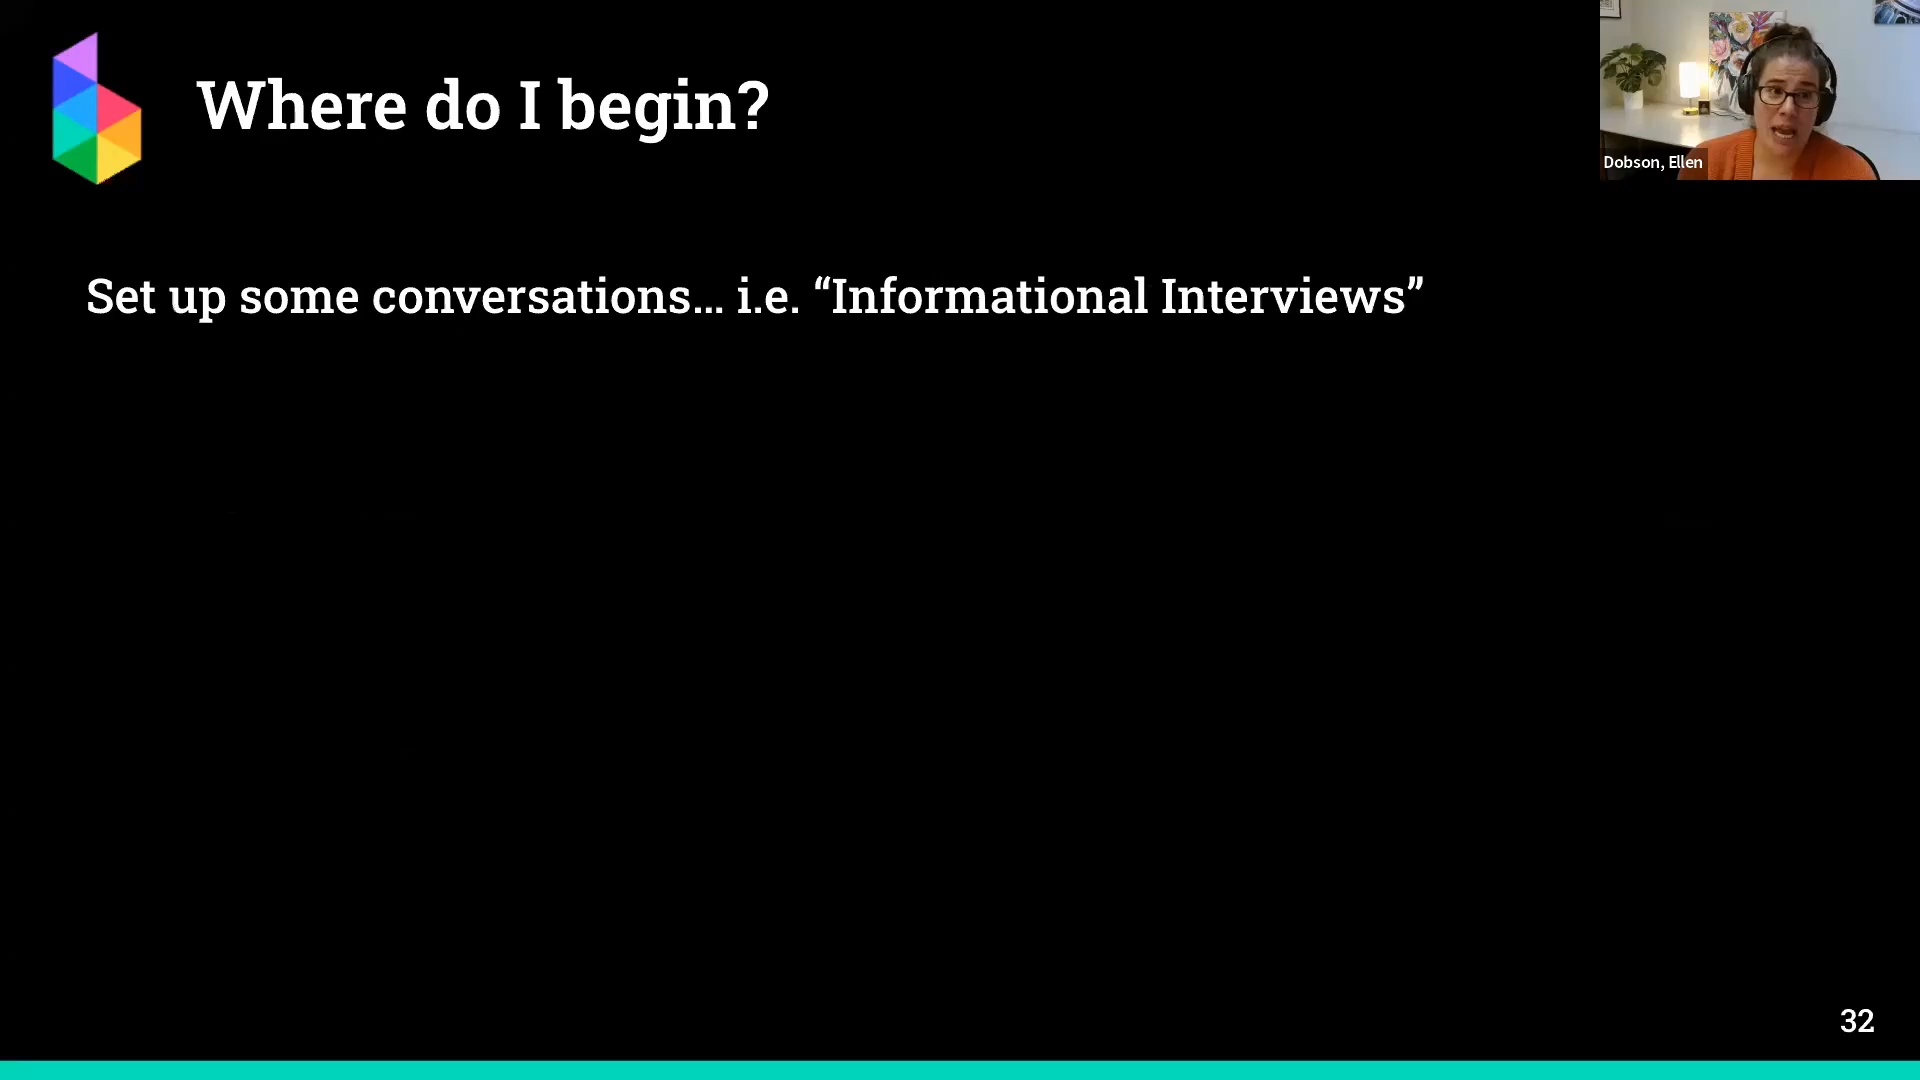 Where do I begin?
Dobson, Ellen
Set up some conversations... i.e. “Informational Interviews”
32